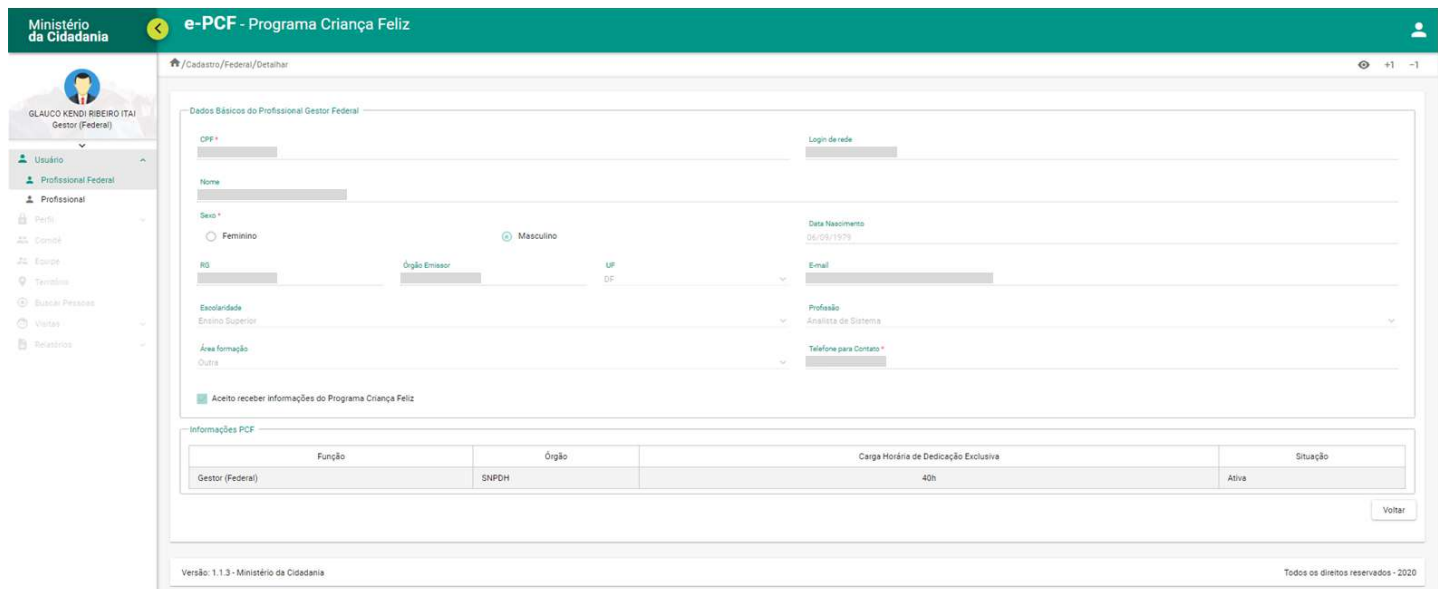 Ministério
da Cidadania
e-PCF - Programa Criança Feliz
/Cadastro/Federal/Detalhar
+1 -1
GLAUCO KENDI RIBEIRO ITAI
Gestor (Federal)
Usuário
Profissional Federal
Profissional
Perfil
Comitê
Equipe
Território
Buscar Pessoas
Visitas
Relatórios
Dados Básicos do Profissional Gestor Federal
CPF * Login de rede
Nome
Sexo *
Feminino Masculino
Data Nascimento
06/09/1979
RG Órgão Emissor UF E-mail
DF
Escolaridade Profissão
Ensino Superior Analista de Sistema
Área formação Telefone para Contato *
Outra
Aceito receber informações do Programa Criança Feliz
Informações PCF
Função Órgão Carga Horária de Dedicação Exclusiva Situação
Gestor (Federal) SNPDH 40h Ativa
Voltar
Versão: 1.1.3 - Ministério da Cidadania Todos os direitos reservados - 2020